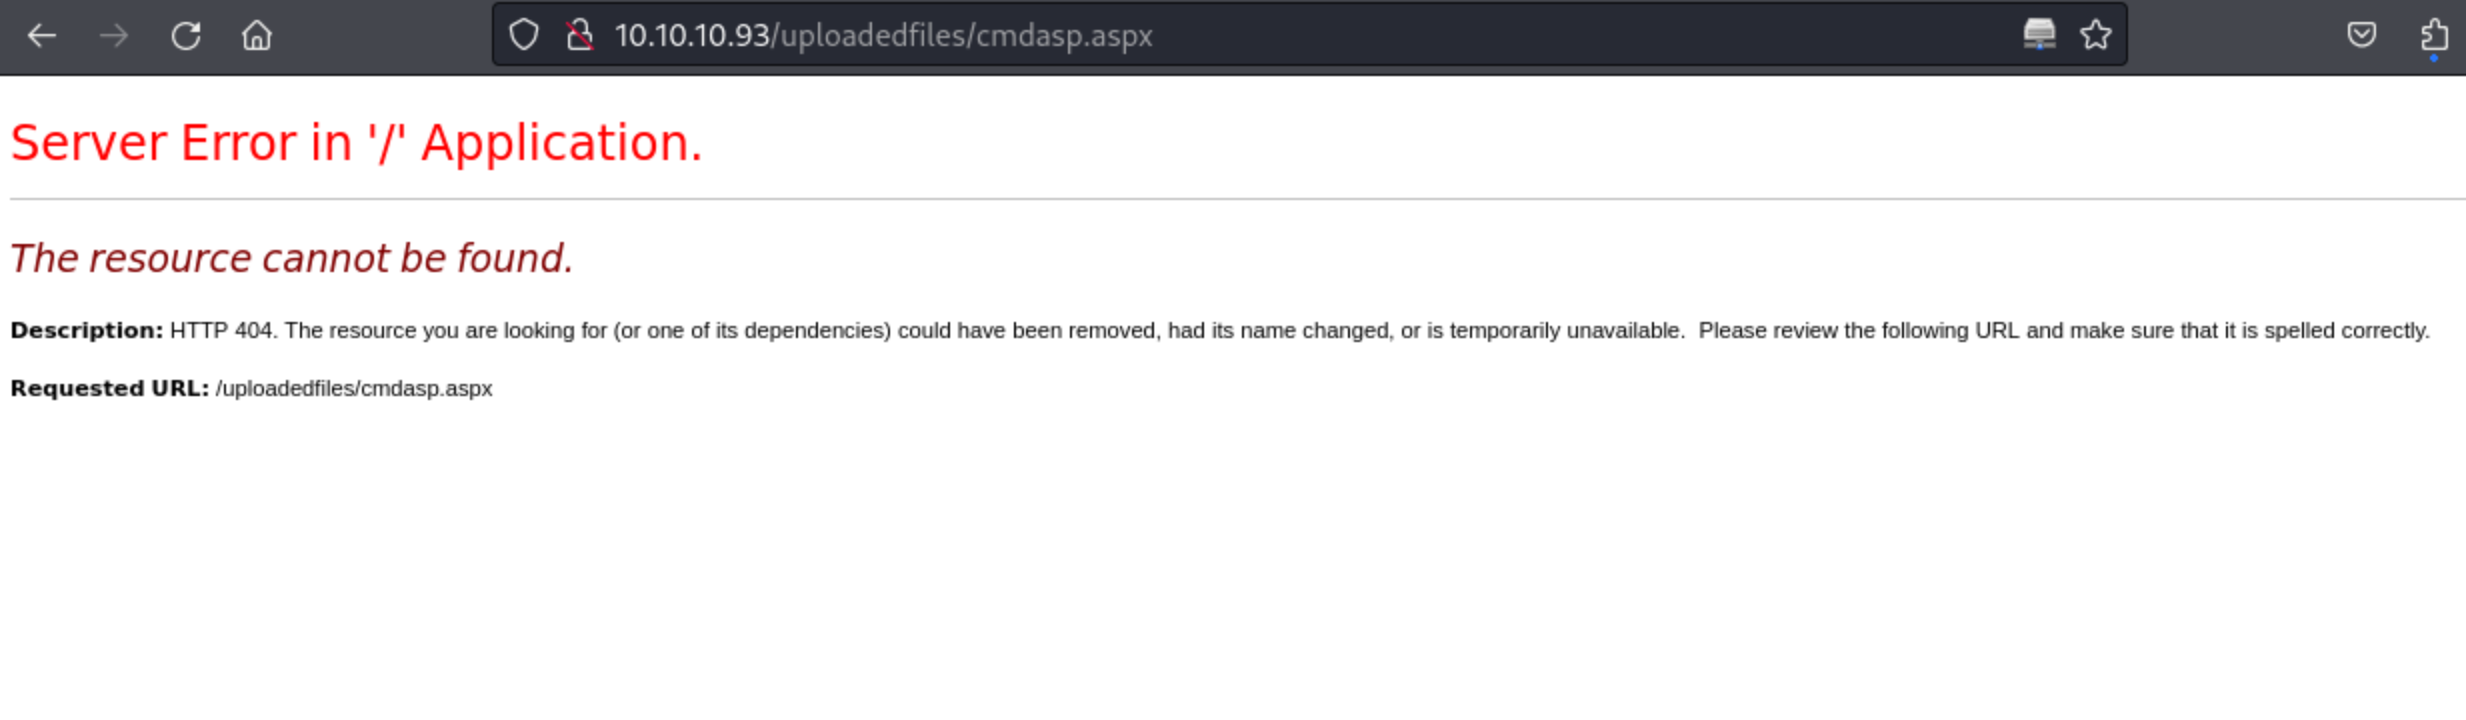 10.10.10.93/uploadedfiles/cmdasp.aspx
Server Error in '/' Application.
The resource cannot be found.
Description: HTTP 404. The resource you are looking for (or one of its dependencies) could have been removed, had its name changed, or is temporarily unavailable.  Please review the following URL and make sure that it is spelled correctly.
Requested URL: /uploadedfiles/cmdasp.aspx